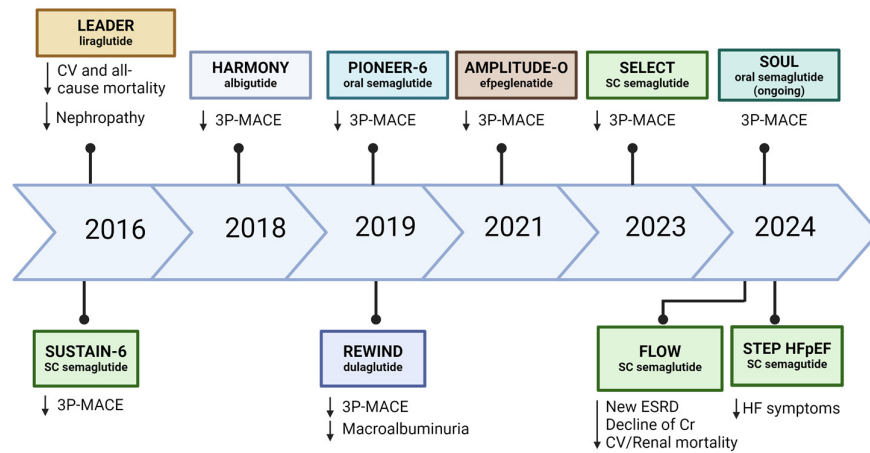 LEADER
liraglutide
↓ CV and all-
cause mortality
↓ Nephropathy
HARMONY
albigutide
↓ 3P-MACE
PIONEER-6
oral semaglutide
↓ 3P-MACE
AMPLITUDE-O
efpeglenatide
↓ 3P-MACE
SELECT
SC semaglutide
↓ 3P-MACE
SOUL
oral semaglutide
(ongoing)
3P-MACE
2016
2018
2019
2021
2023
2024
SUSTAIN-6
SC semaglutide
↓ 3P-MACE
REWIND
dulaglutide
↓ 3P-MACE
↓ Macroalbuminuria
FLOW
SC semaglutide
New ESRD
Decline of Cr
↓ CV/Renal mortality
STEP HFpEF
SC semagutide
↓ HF symptoms